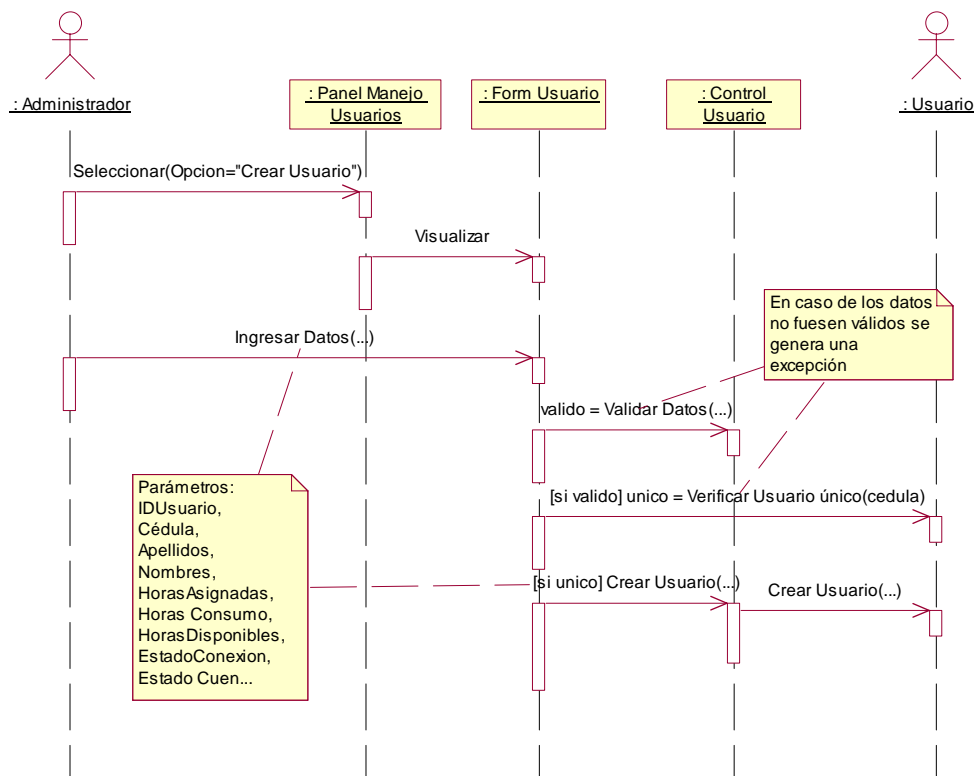 : Administrador
: Panel Manejo
Usuarios
: Form Usuario
: Control
Usuario
: Usuario
Seleccionar(Opcion="Crear Usuario")
Visualizar
En caso de los datos
no fuesen válidos se
genera una
excepción
Ingresar Datos(...)
valido = Validar Datos(...)
Parámetros:
IDUsuario,
Cédula,
Apellidos,
Nombres,
HorasAsignadas,
Horas Consumo,
HorasDisponibles,
EstadoConexion,
Estado Cuen...
[si valido] unico = Verificar Usuario único(cedula)
[si unico] Crear Usuario(...)
Crear Usuario(...)